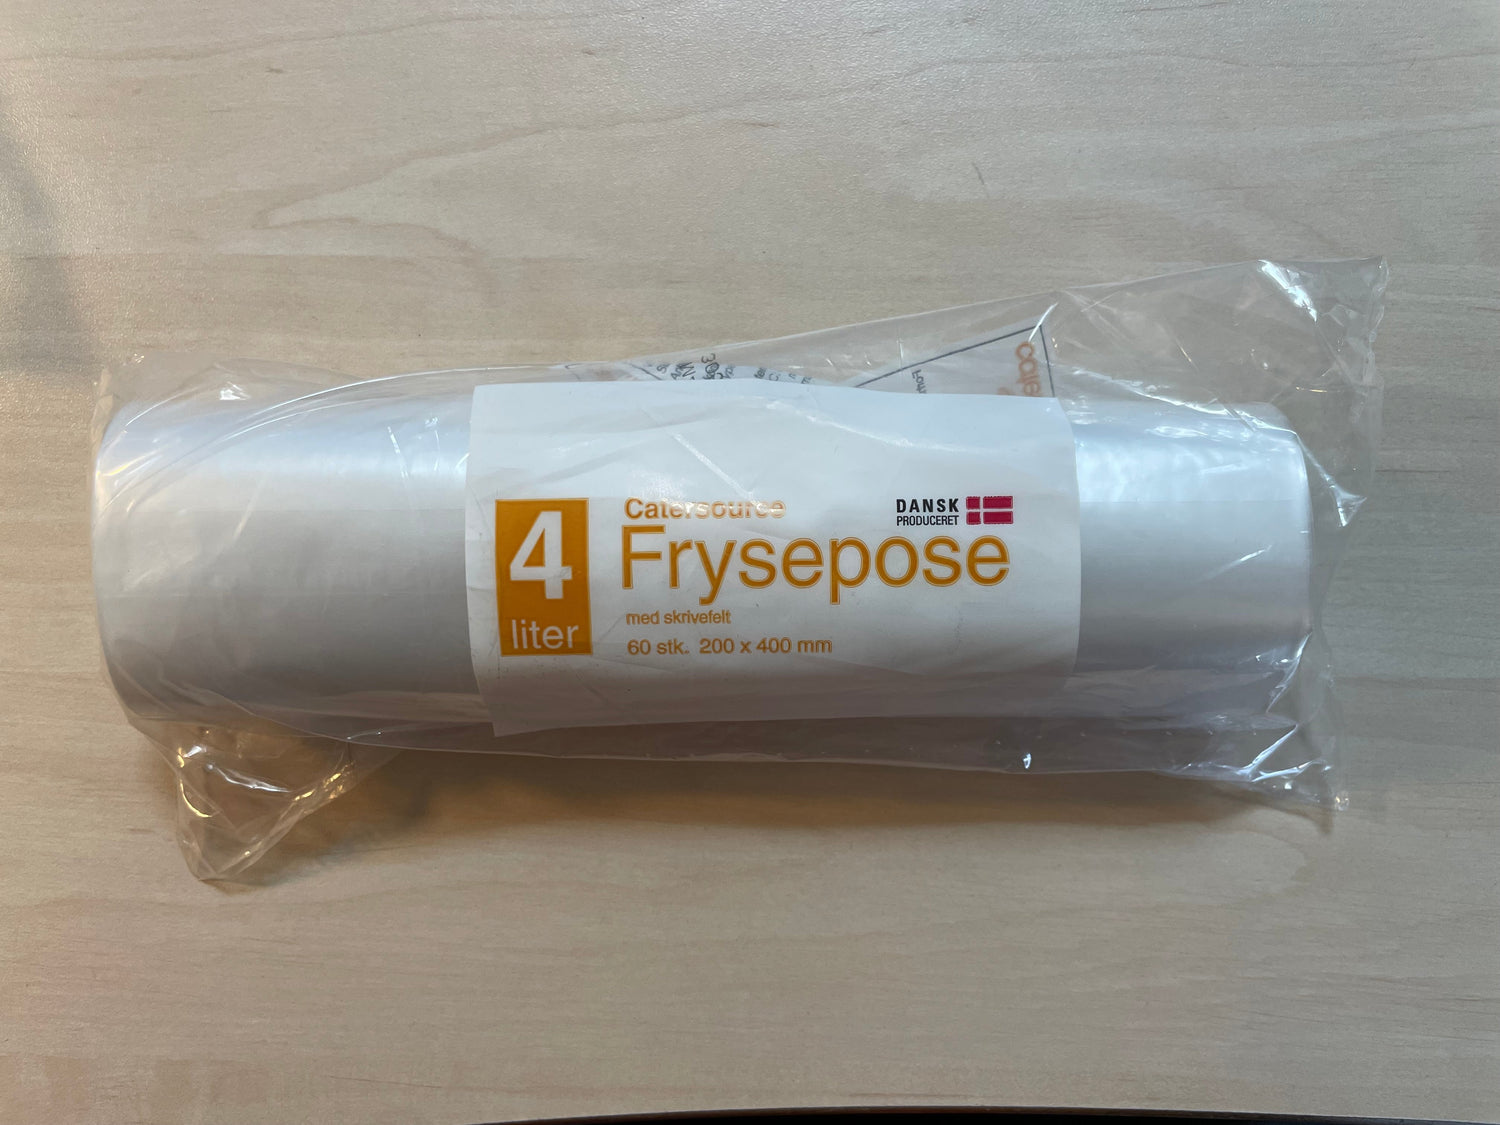 4
liter
Catersource
DANSK
PRODUCERET
Frysepose
med skrivefelt
60 stk. 200 x 400 mm